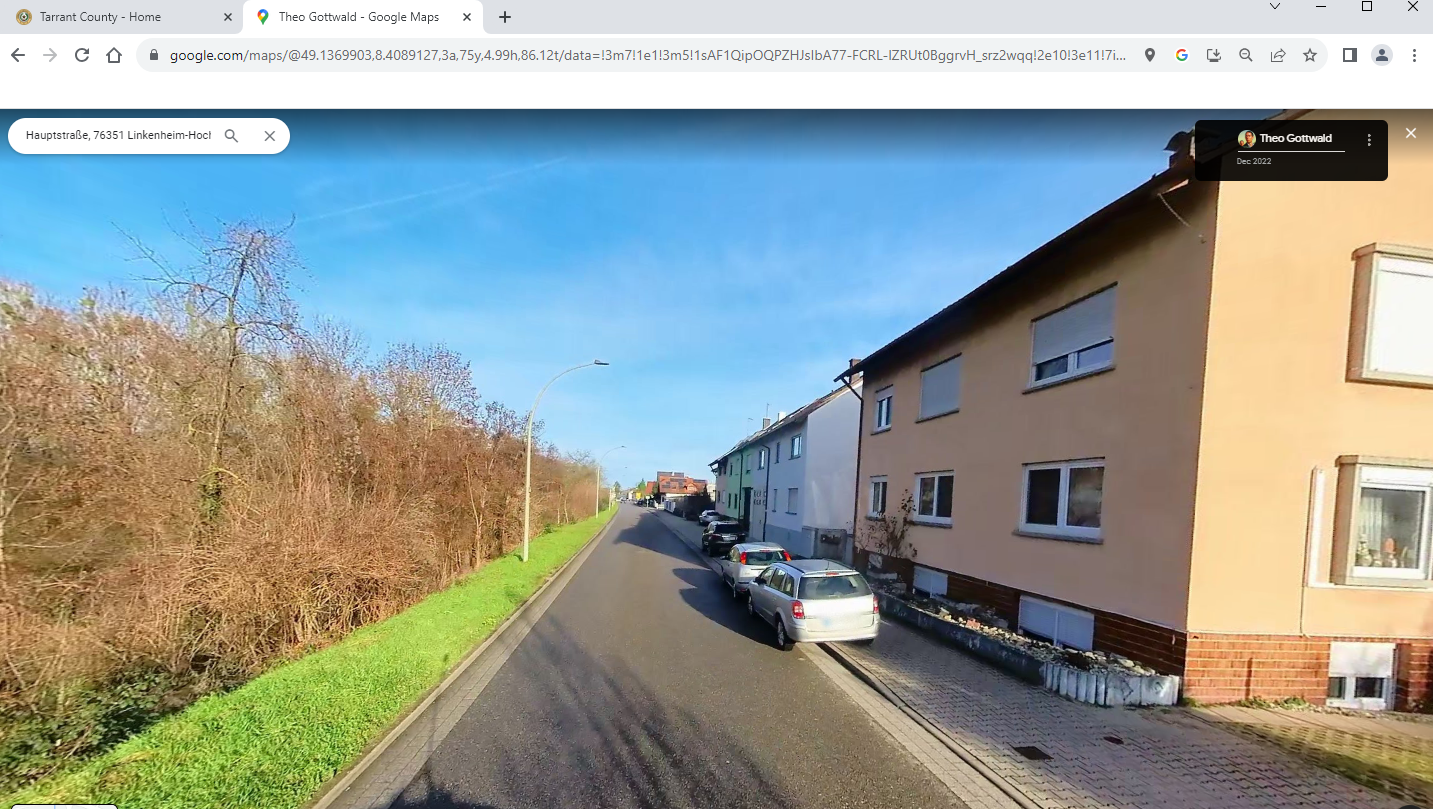 Tarrant County - Home
Theo Gottwald - Google Maps
google.com/maps/@49.1369903,8.4089127,3a,75y,4.99h,86.12t/data=!3m7!1e1!3m5!1sAF1QipOQPZHJsIbA77-FCRL-IZRUt0BggrvH_srz2wqq!2e10!3e11!7i...
Hauptstraße, 76351 Linkenheim-Hoch
Theo Gottwald
Dec 2022